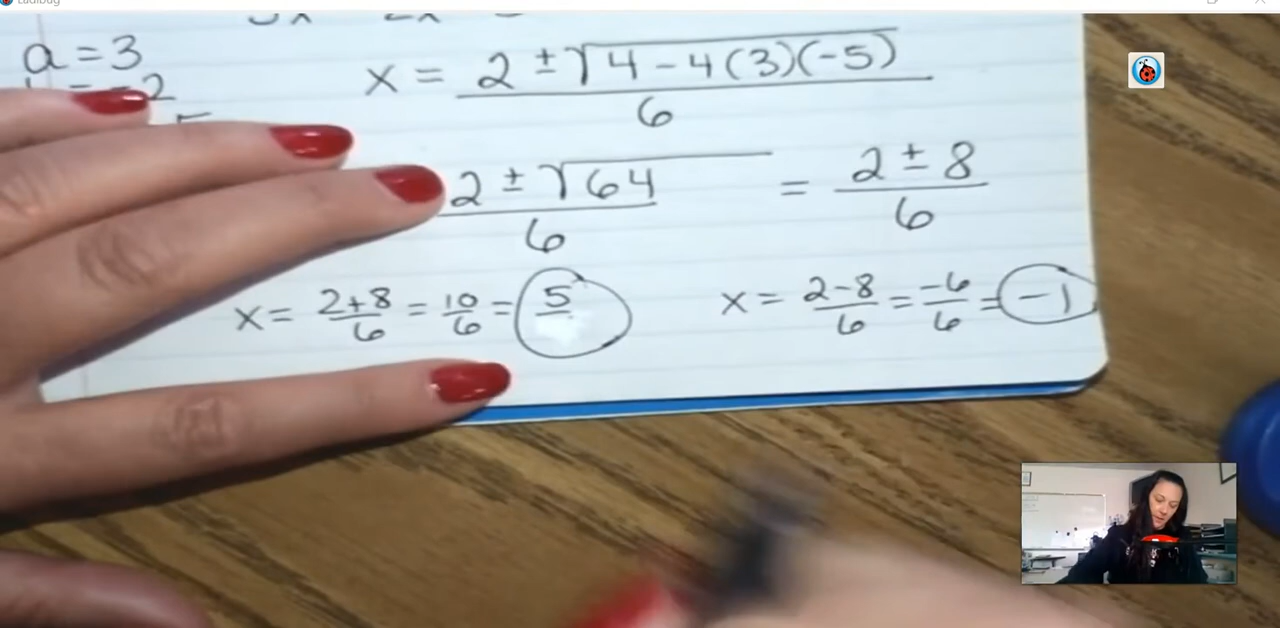 Ladibug
a = 3
x = 2 ± √4 - 4(3)(-5) / 6
2 ± √64 / 6 = 2 ± 8 / 6
x = 2+8 / 6 = 10 / 6 = 5 /
x = 2-8 / 6 = -6 / 6 = -1